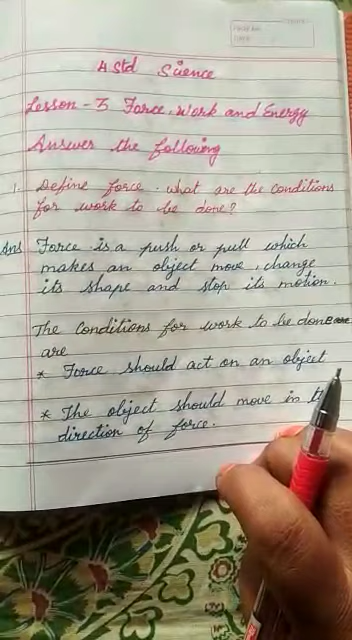 4 Std Science
Lesson - 3 Force, Work and Energy
Answer the following
1. Define force. what are the conditions
for work to be done?
Ans Force is a push or pull which
makes an object move, change
its shape and stop its motion.
The conditions for work to be done
are
* Force should act on an object
* The object should move in
direction of force.